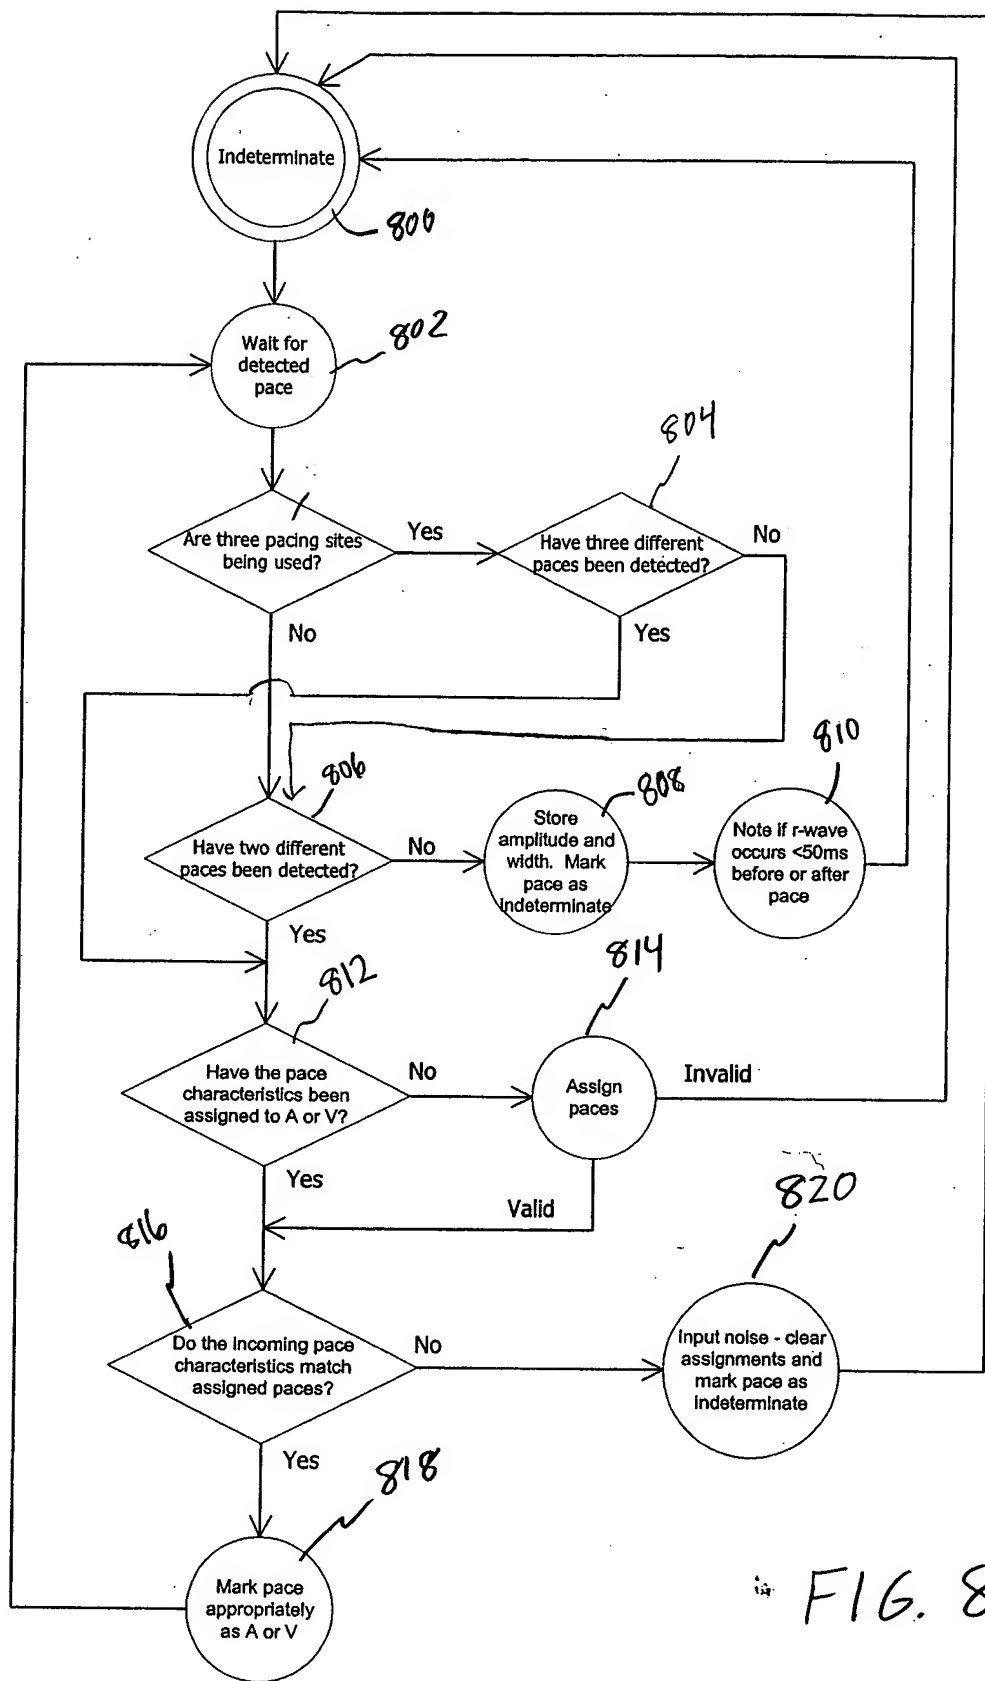 Indeterminate
800
Wait for
detected
pace
802
804
Are three pacing sites
being used?
Yes
Have three different
paces been detected?
No
No
Yes
806
808
810
Have two different
paces been detected?
No
Store
amplitude and
width. Mark
pace as
indeterminate
Note if r-wave
occurs <50ms
before or after
pace
Yes
812
814
Have the pace
characteristics been
assigned to A or V?
No
Assign
paces
Invalid
Yes
Valid
816
820
Do the incoming pace
characteristics match
assigned paces?
No
Input noise - clear
assignments and
mark pace as
indeterminate
Yes
818
Mark pace
appropriately
as A or V
FIG. 8